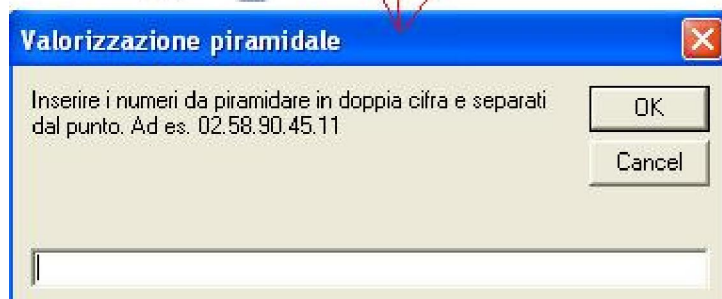 Valorizzazione piramidale
Inserire i numeri da piramidare in doppia cifra e separati
dal punto. Ad es. 02.58.90.45.11
OK
Cancel